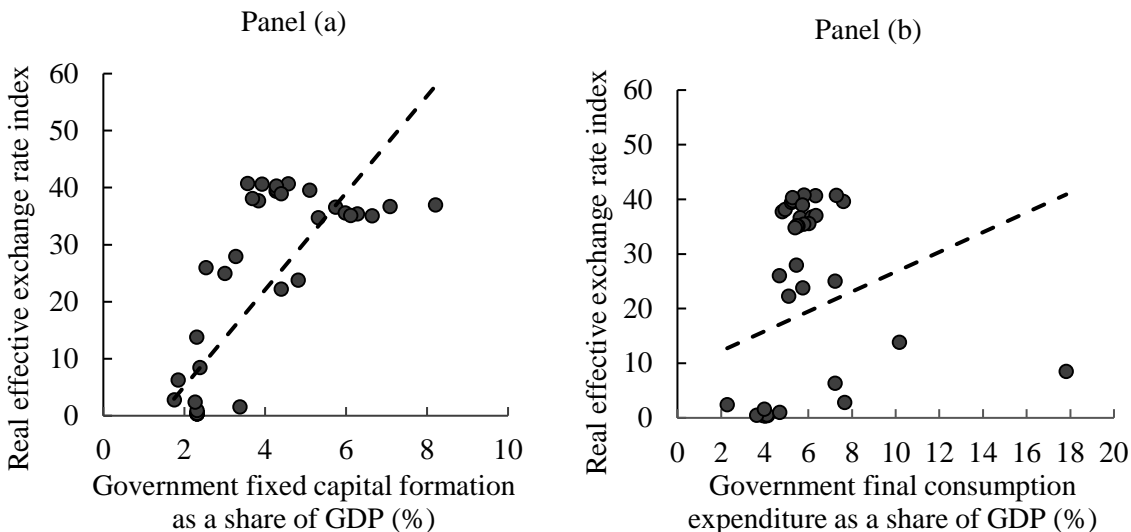 Panel (a)
Real effective exchange rate index
60
50
40
30
20
10
0
0 2 4 6 8 10
Government fixed capital formation
as a share of GDP (%)
Panel (b)
Real effective exchange rate index
60
50
40
30
20
10
0
0 2 4 6 8 10 12 14 16 18 20
Government final consumption
expenditure as a share of GDP (%)